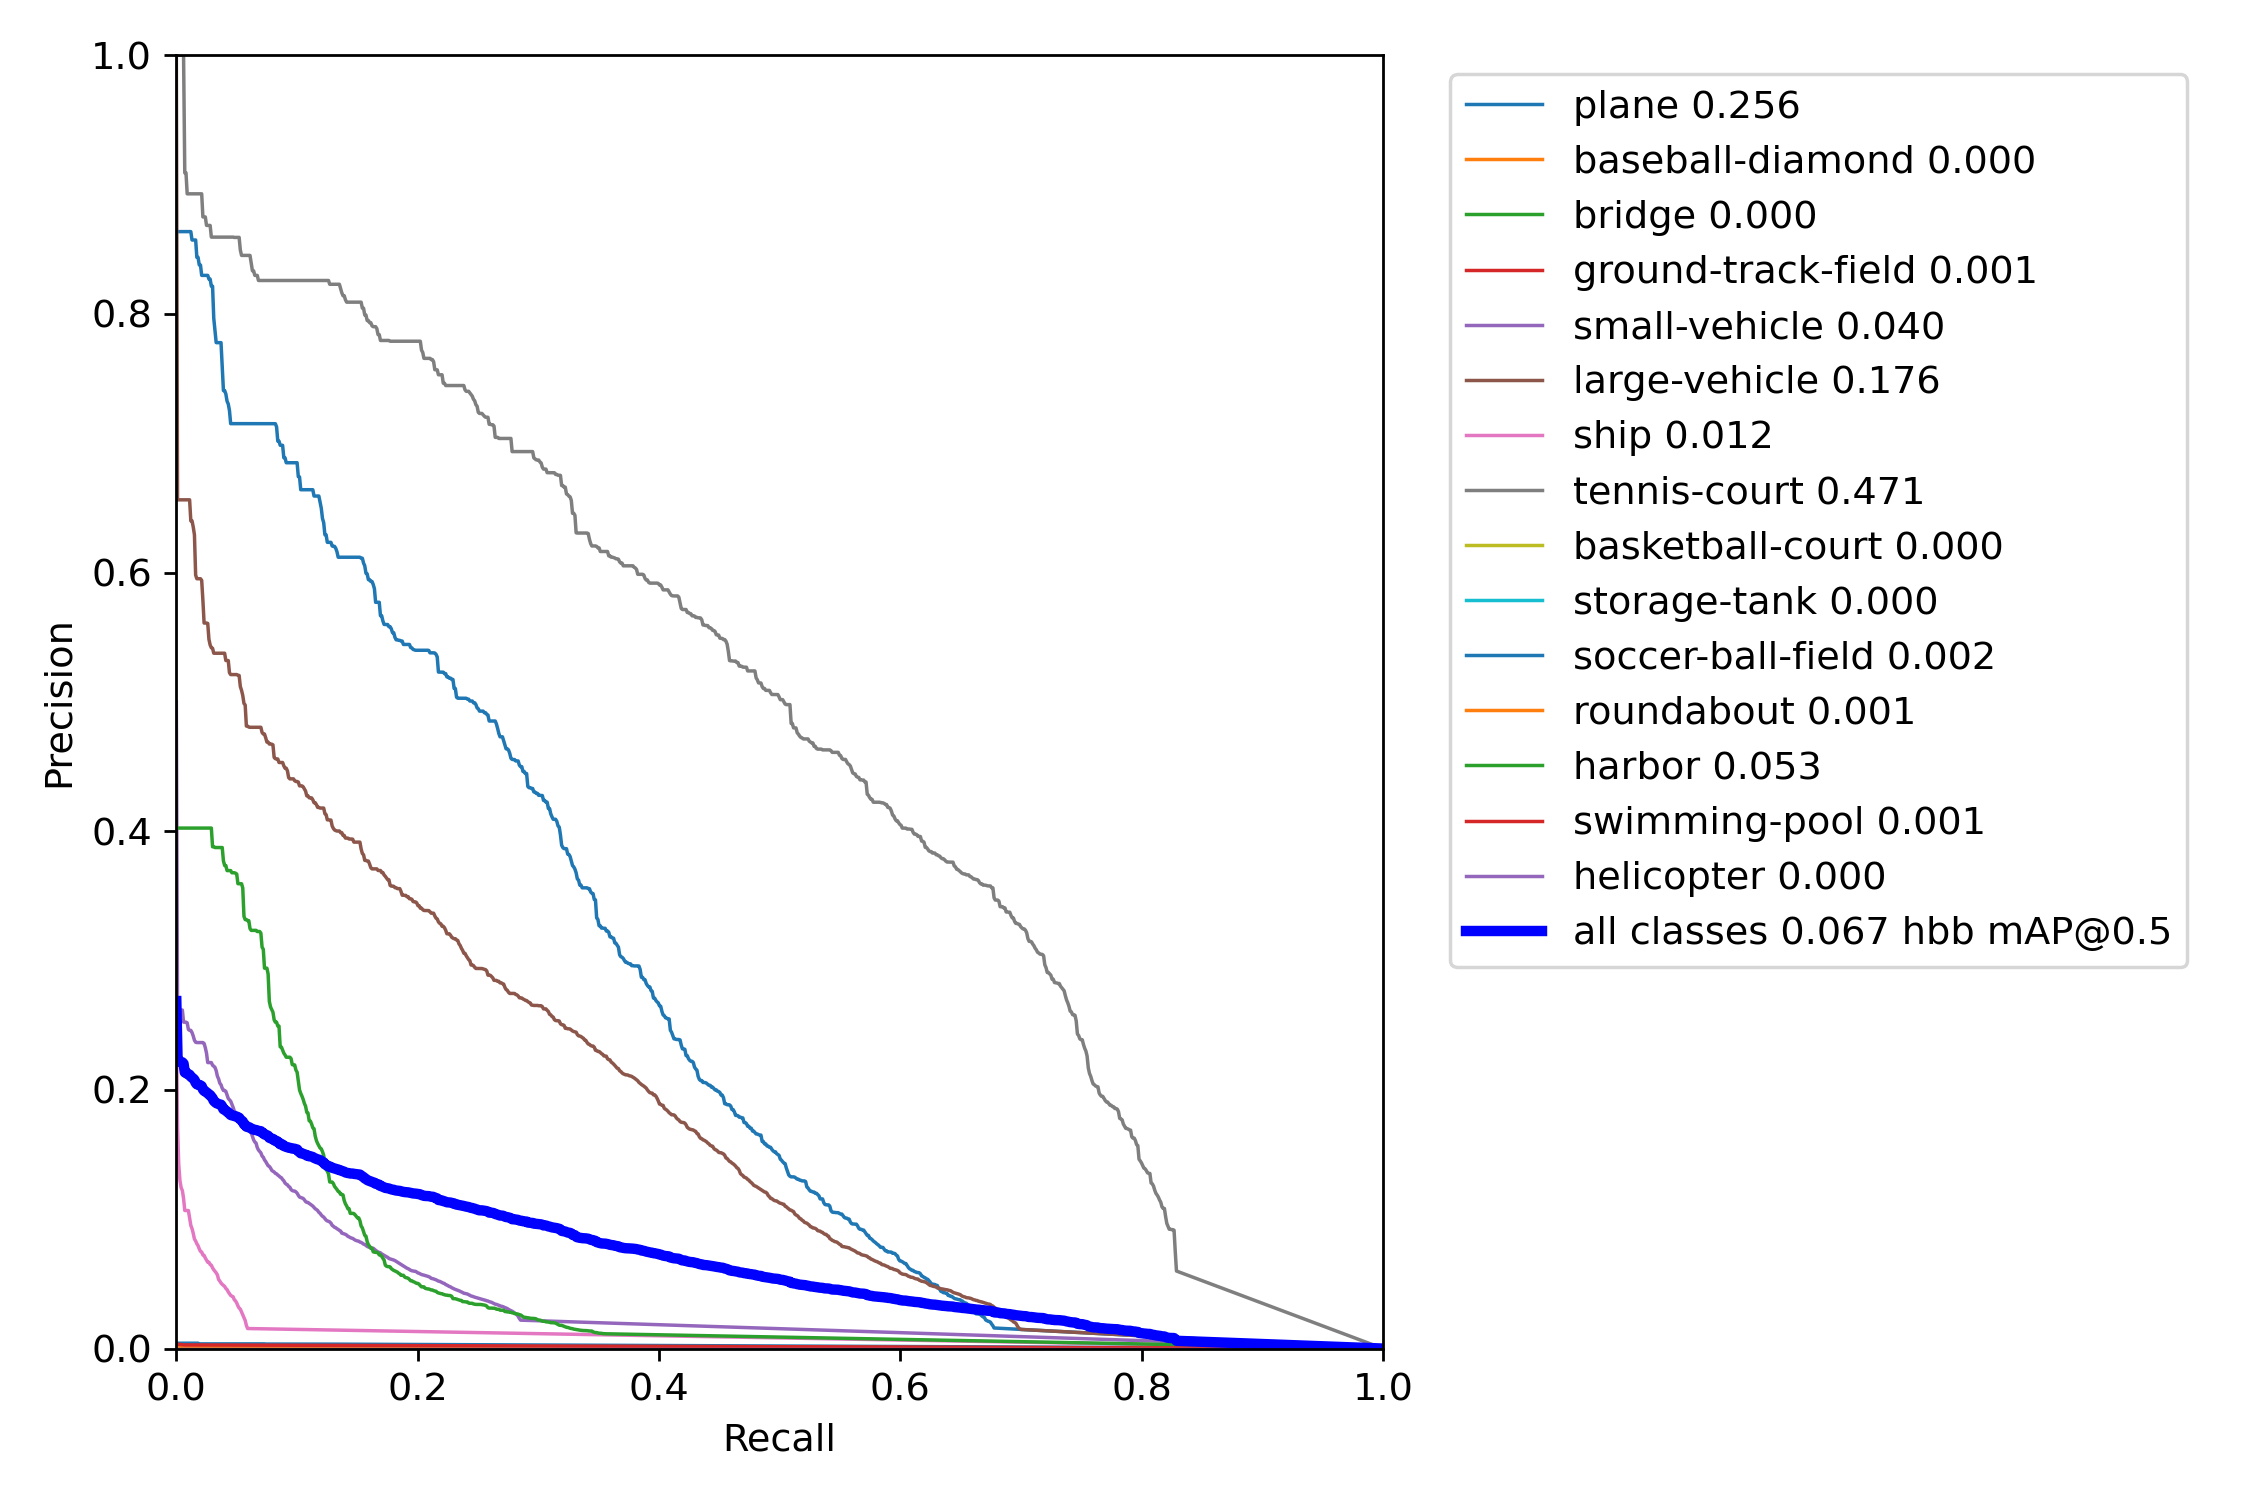 1.0
0.8
0.6
0.4
0.2
0.0
Precision
0.0 0.2 0.4 0.6 0.8 1.0
Recall
plane 0.256
baseball-diamond 0.000
bridge 0.000
ground-track-field 0.001
small-vehicle 0.040
large-vehicle 0.176
ship 0.012
tennis-court 0.471
basketball-court 0.000
storage-tank 0.000
soccer-ball-field 0.002
roundabout 0.001
harbor 0.053
swimming-pool 0.001
helicopter 0.000
all classes 0.067 hbb mAP@0.5